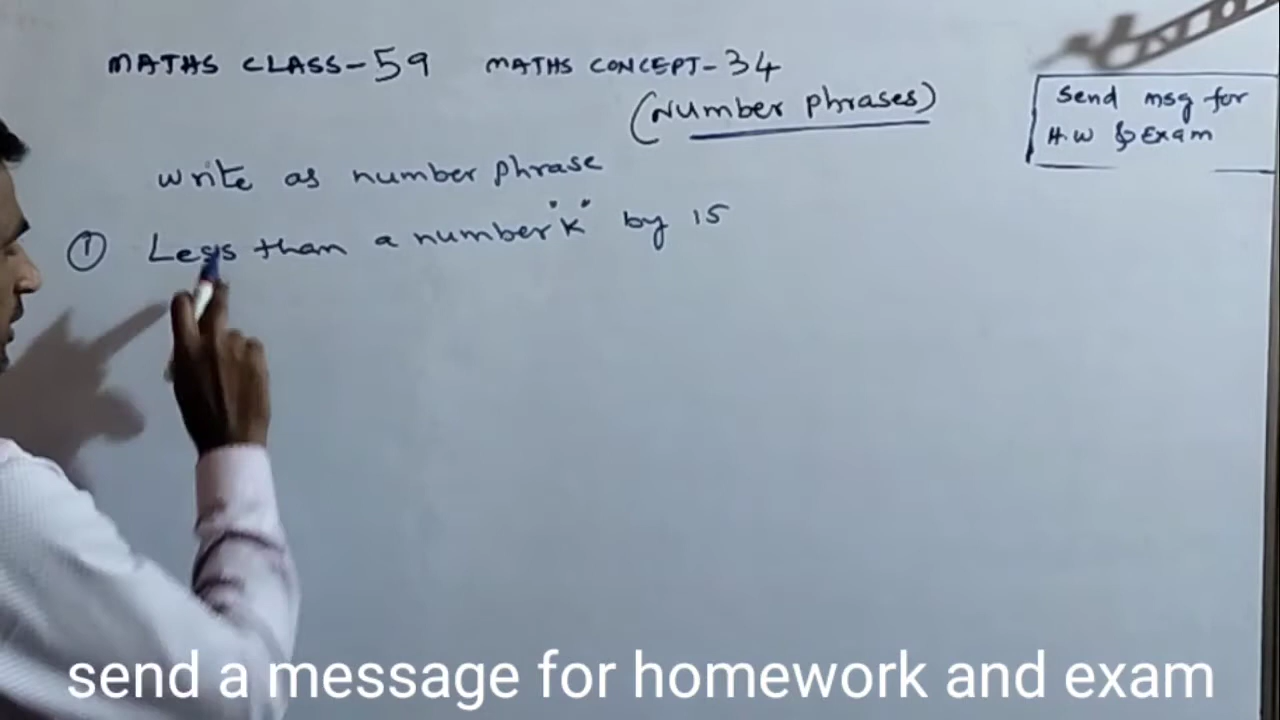 MATHS CLASS-59 MATHS CONCEPT-34
(Number phrases)
Send msg for
H.W & Exam
Write as number phrase
① Less than a number "K" by 15
send a message for homework and exam